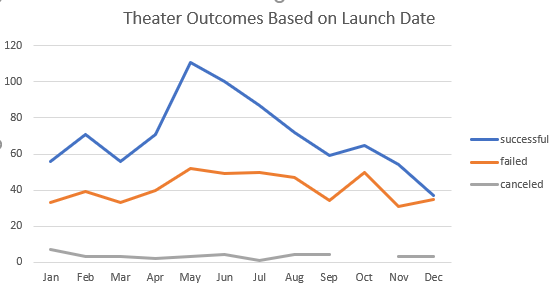 Theater Outcomes Based on Launch Date
120
100
80
60
40
20
0
Jan Feb Mar Apr May Jun Jul Aug Sep Oct Nov Dec
successful
failed
canceled